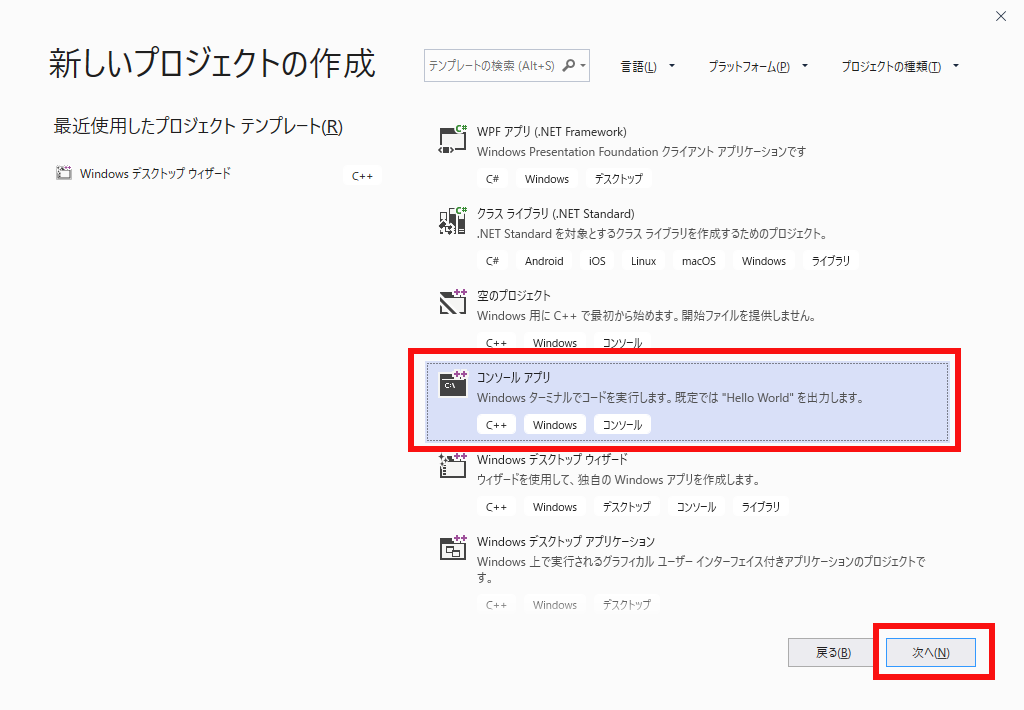 新しいプロジェクトの作成
テンプレートの検索 (Alt+S)
言語(L)
プラットフォーム(P)
プロジェクトの種類(T)
最近使用したプロジェクト テンプレート(R)
Windows デスクトップ ウィザード
C++
C#
WPF アプリ (.NET Framework)
Windows Presentation Foundation クライアント アプリケーションです
C# Windows デスクトップ
C#
クラス ライブラリ (.NET Standard)
.NET Standard を対象とするクラス ライブラリを作成するためのプロジェクト。
C# Android iOS Linux macOS Windows ライブラリ
空のプロジェクト
Windows 用に C++ で最初から始めます。開始ファイルを提供しません。
C++ Windows コンソール
C:\
コンソール アプリ
Windows ターミナルでコードを実行します。既定では "Hello World" を出力します。
C++ Windows コンソール
Windows デスクトップ ウィザード
ウィザードを使用して、独自の Windows アプリを作成します。
C++ Windows デスクトップ コンソール ライブラリ
Windows デスクトップ アプリケーション
Windows 上で実行されるグラフィカル ユーザー インターフェイス付きアプリケーションのプロジェクトで
す。
C++ Windows デスクトップ
戻る(B)
次へ(N)